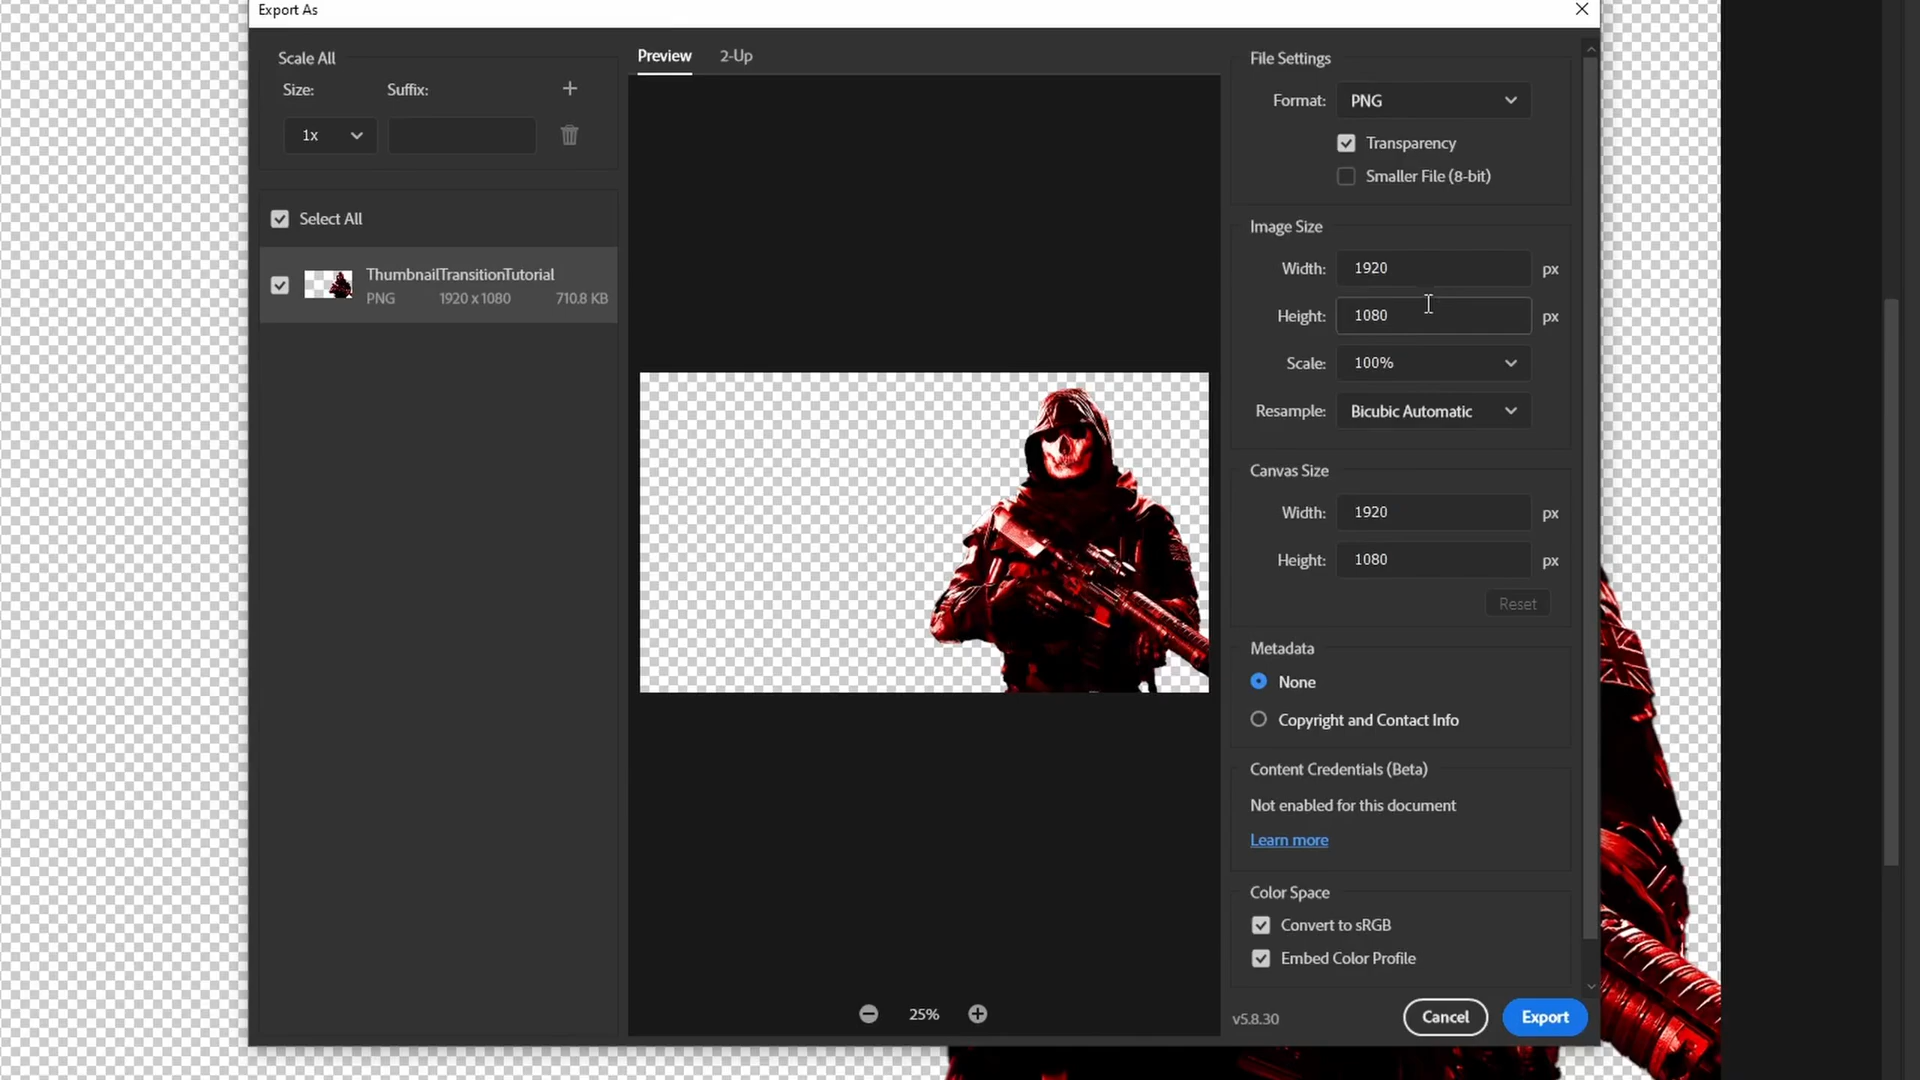 Export As
Scale All
Size: Suffix:
1x
Select All
ThumbnailTransitionTutorial
PNG 1920 x 1080 710.8 KB
Preview 2-Up
25%
File Settings
Format: PNG
Transparency
Smaller File (8-bit)
Image Size
Width: 1920 px
Height: 1080 px
Scale: 100%
Resample: Bicubic Automatic
Canvas Size
Width: 1920 px
Height: 1080 px
Reset
Metadata
None
Copyright and Contact Info
Content Credentials (Beta)
Not enabled for this document
Learn more
Color Space
Convert to sRGB
Embed Color Profile
v5.8.30 Cancel Export